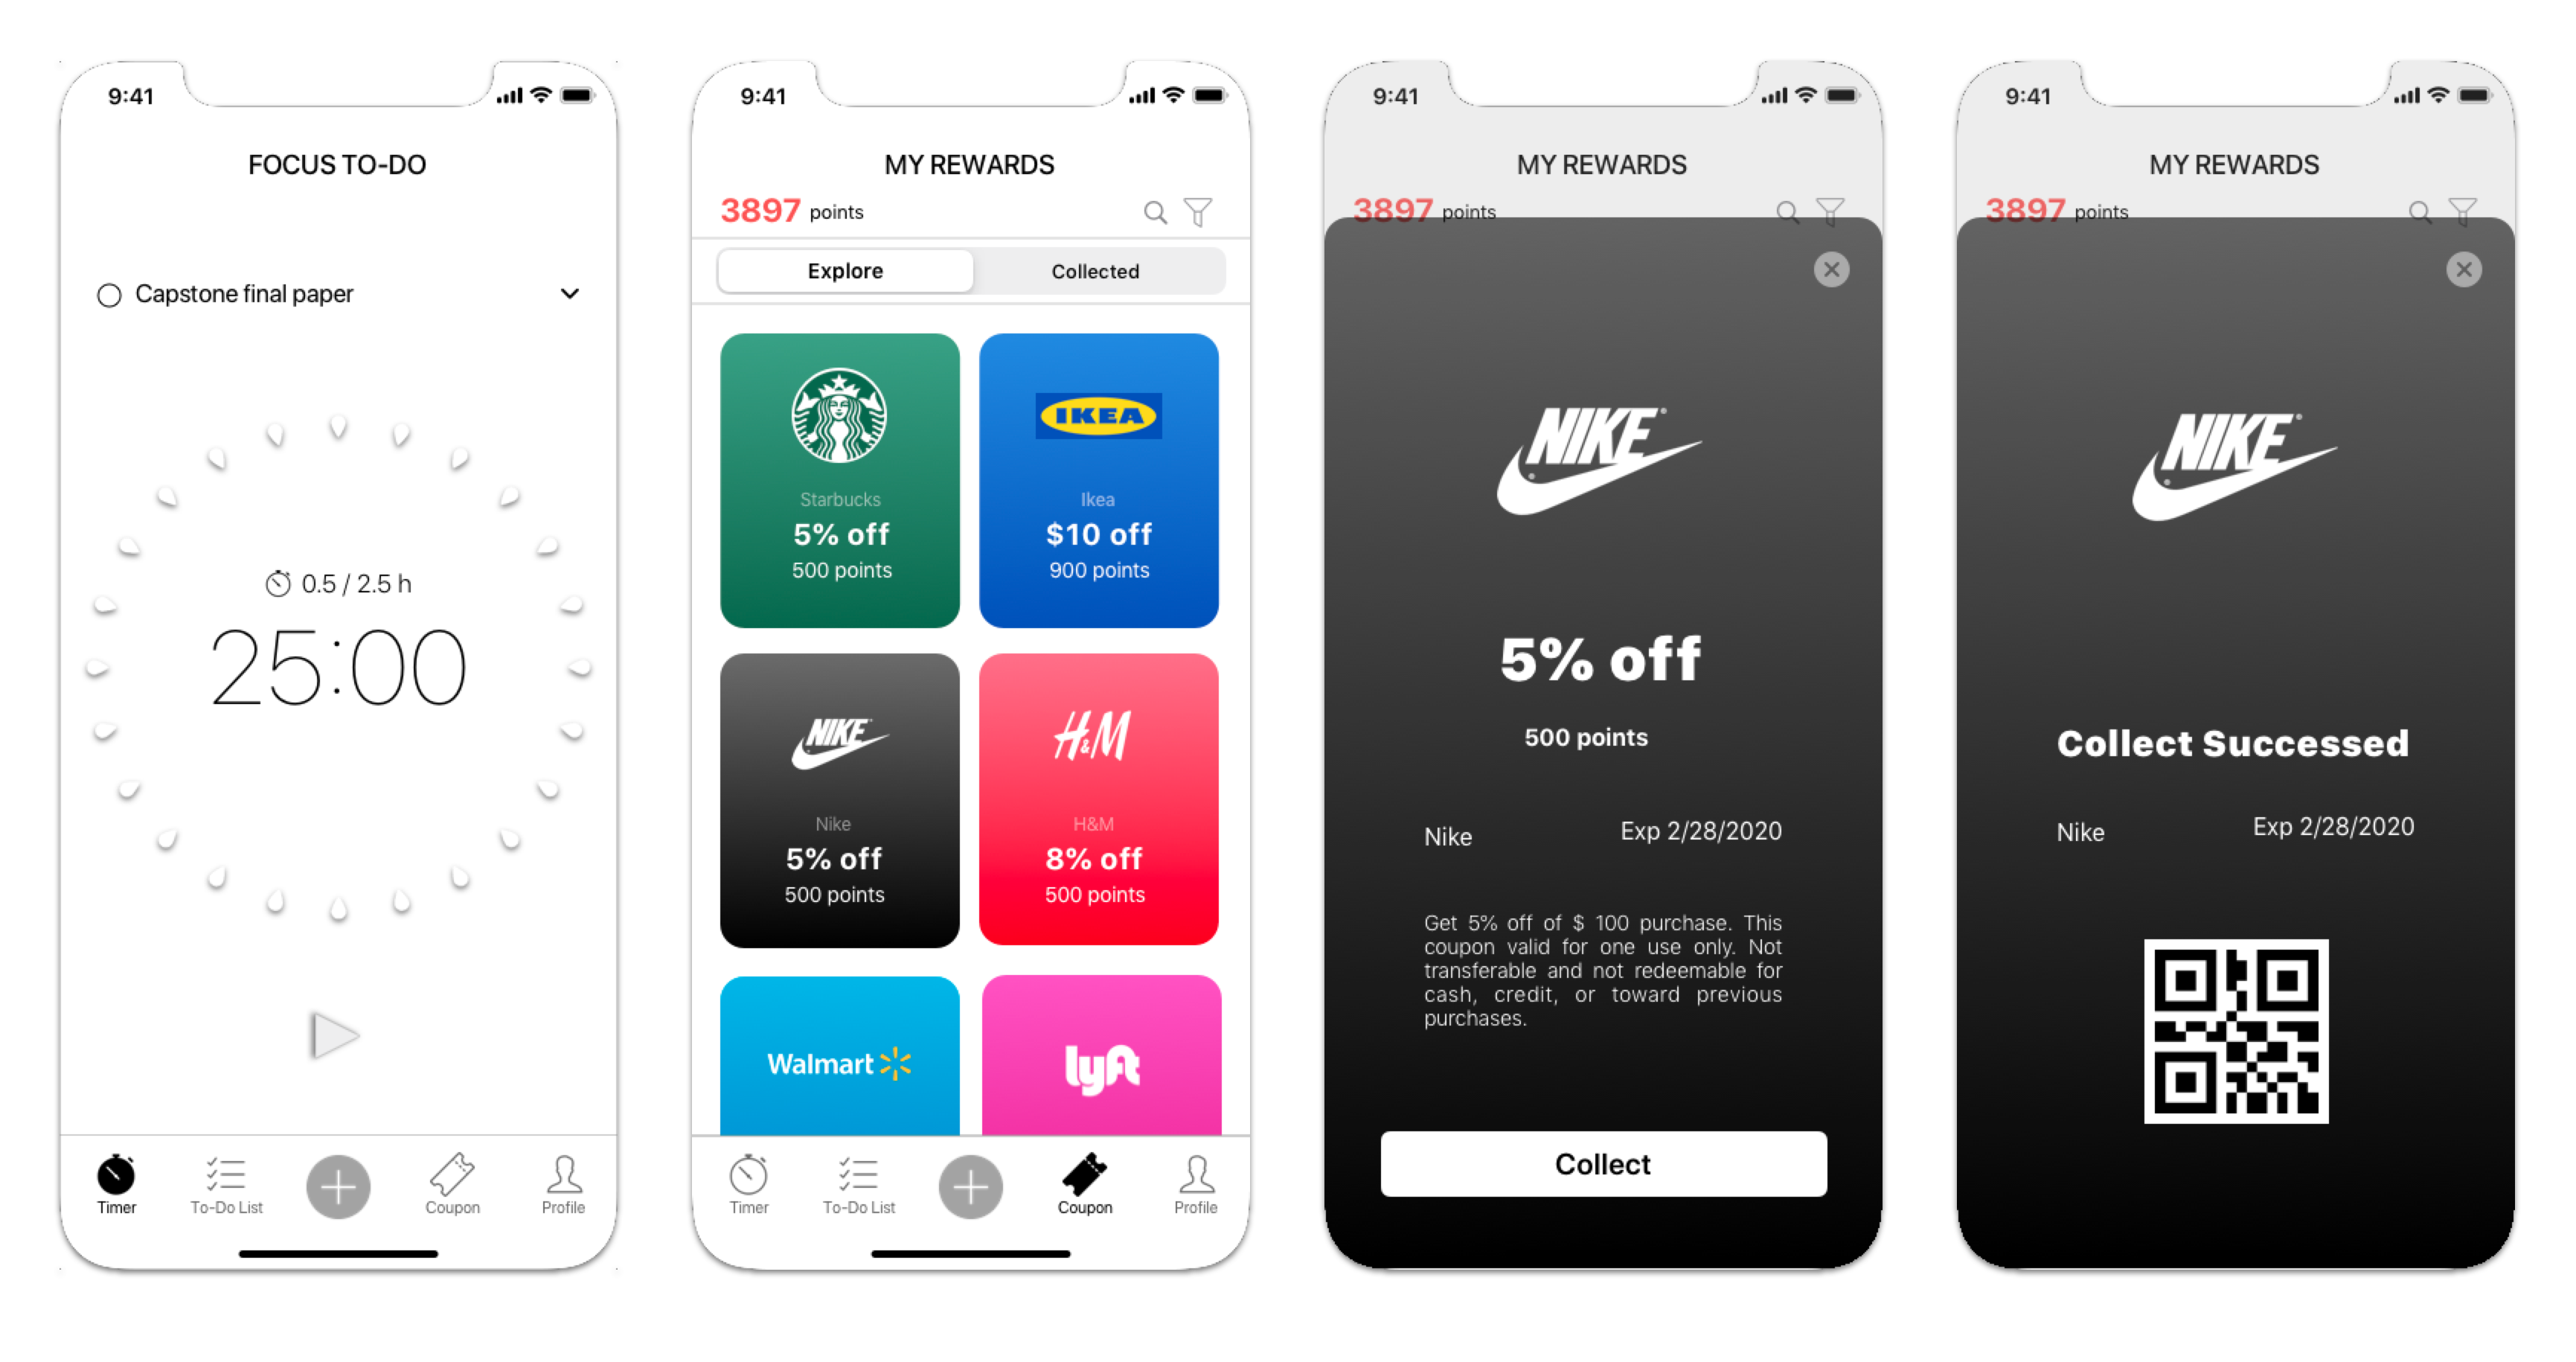 9:41
FOCUS TO-DO
Capstone final paper
0.5 / 2.5 h
25:00
Timer
To-Do List
Coupon
Profile
9:41
MY REWARDS
3897 points
Explore
Collected
Starbucks
5% off
500 points
IKEA
Ikea
$10 off
900 points
NIKE
Nike
5% off
500 points
H&M
H&M
8% off
500 points
Walmart
lyft
Timer
To-Do List
Coupon
Profile
9:41
MY REWARDS
3897 points
NIKE
5% off
500 points
Nike
Exp 2/28/2020
Get 5% off of $ 100 purchase. This
coupon valid for one use only. Not
transferable and not redeemable for
cash, credit, or toward previous
purchases.
Collect
9:41
MY REWARDS
3897 points
NIKE
Collect Successed
Nike
Exp 2/28/2020